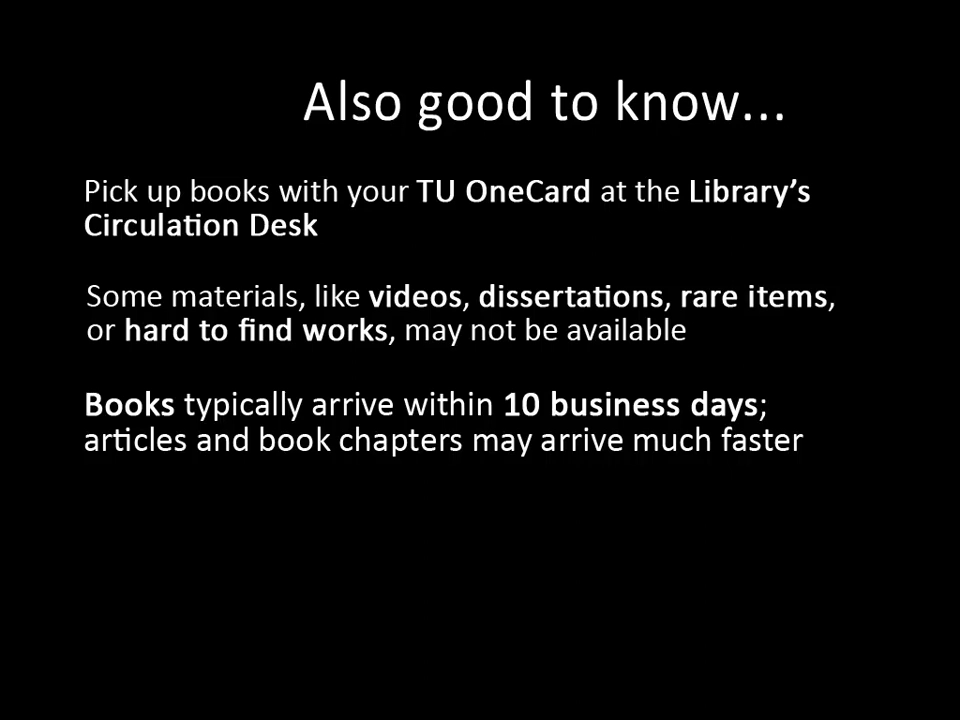 Also good to know...
Pick up books with your TU OneCard at the Library’s
Circulation Desk
Some materials, like videos, dissertations, rare items,
or hard to find works, may not be available
Books typically arrive within 10 business days;
articles and book chapters may arrive much faster